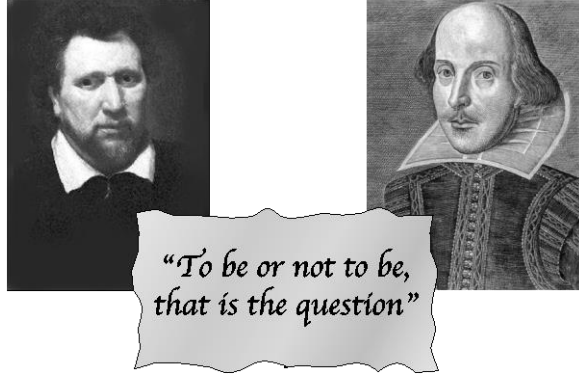 “To be or not to be,
that is the question”